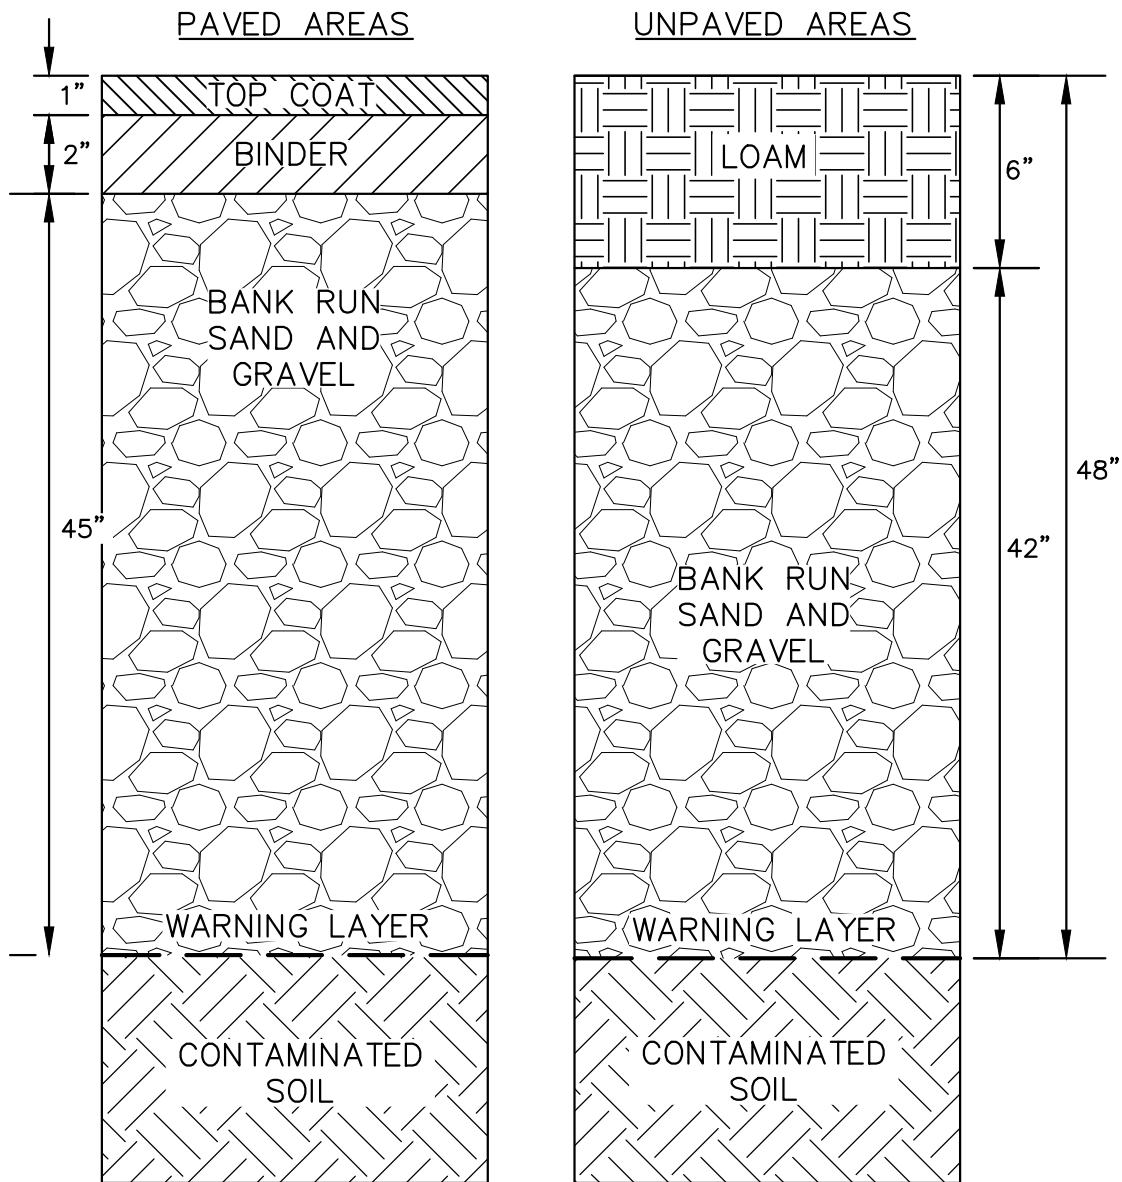 PAVED AREAS
UNPAVED AREAS
1”
TOP COAT
2”
BINDER
LOAM
6”
BANK RUN
SAND AND
GRAVEL
45”
48”
42”
BANK RUN
SAND AND
GRAVEL
WARNING LAYER
WARNING LAYER
CONTAMINATED
SOIL
CONTAMINATED
SOIL